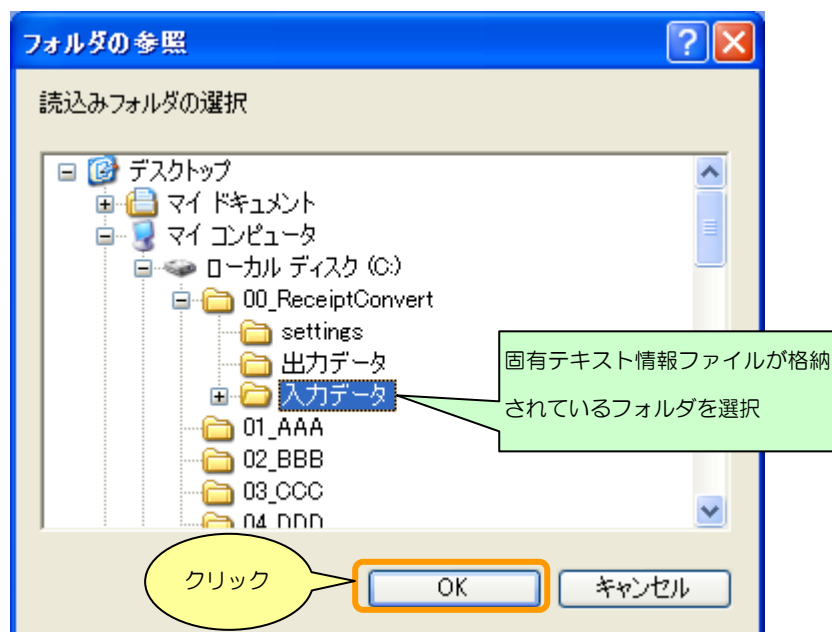 フォルダの参照
読込みフォルダの選択
デスクトップ
マイ ドキュメント
マイ コンピュータ
ローカル ディスク (C:)
00_ReceiptConvert
settings
出力データ
入力データ
固有テキスト情報ファイルが格納
されているフォルダを選択
01_AAA
02_BBB
03_CCC
04_DDD
クリック
OK
キャンセル